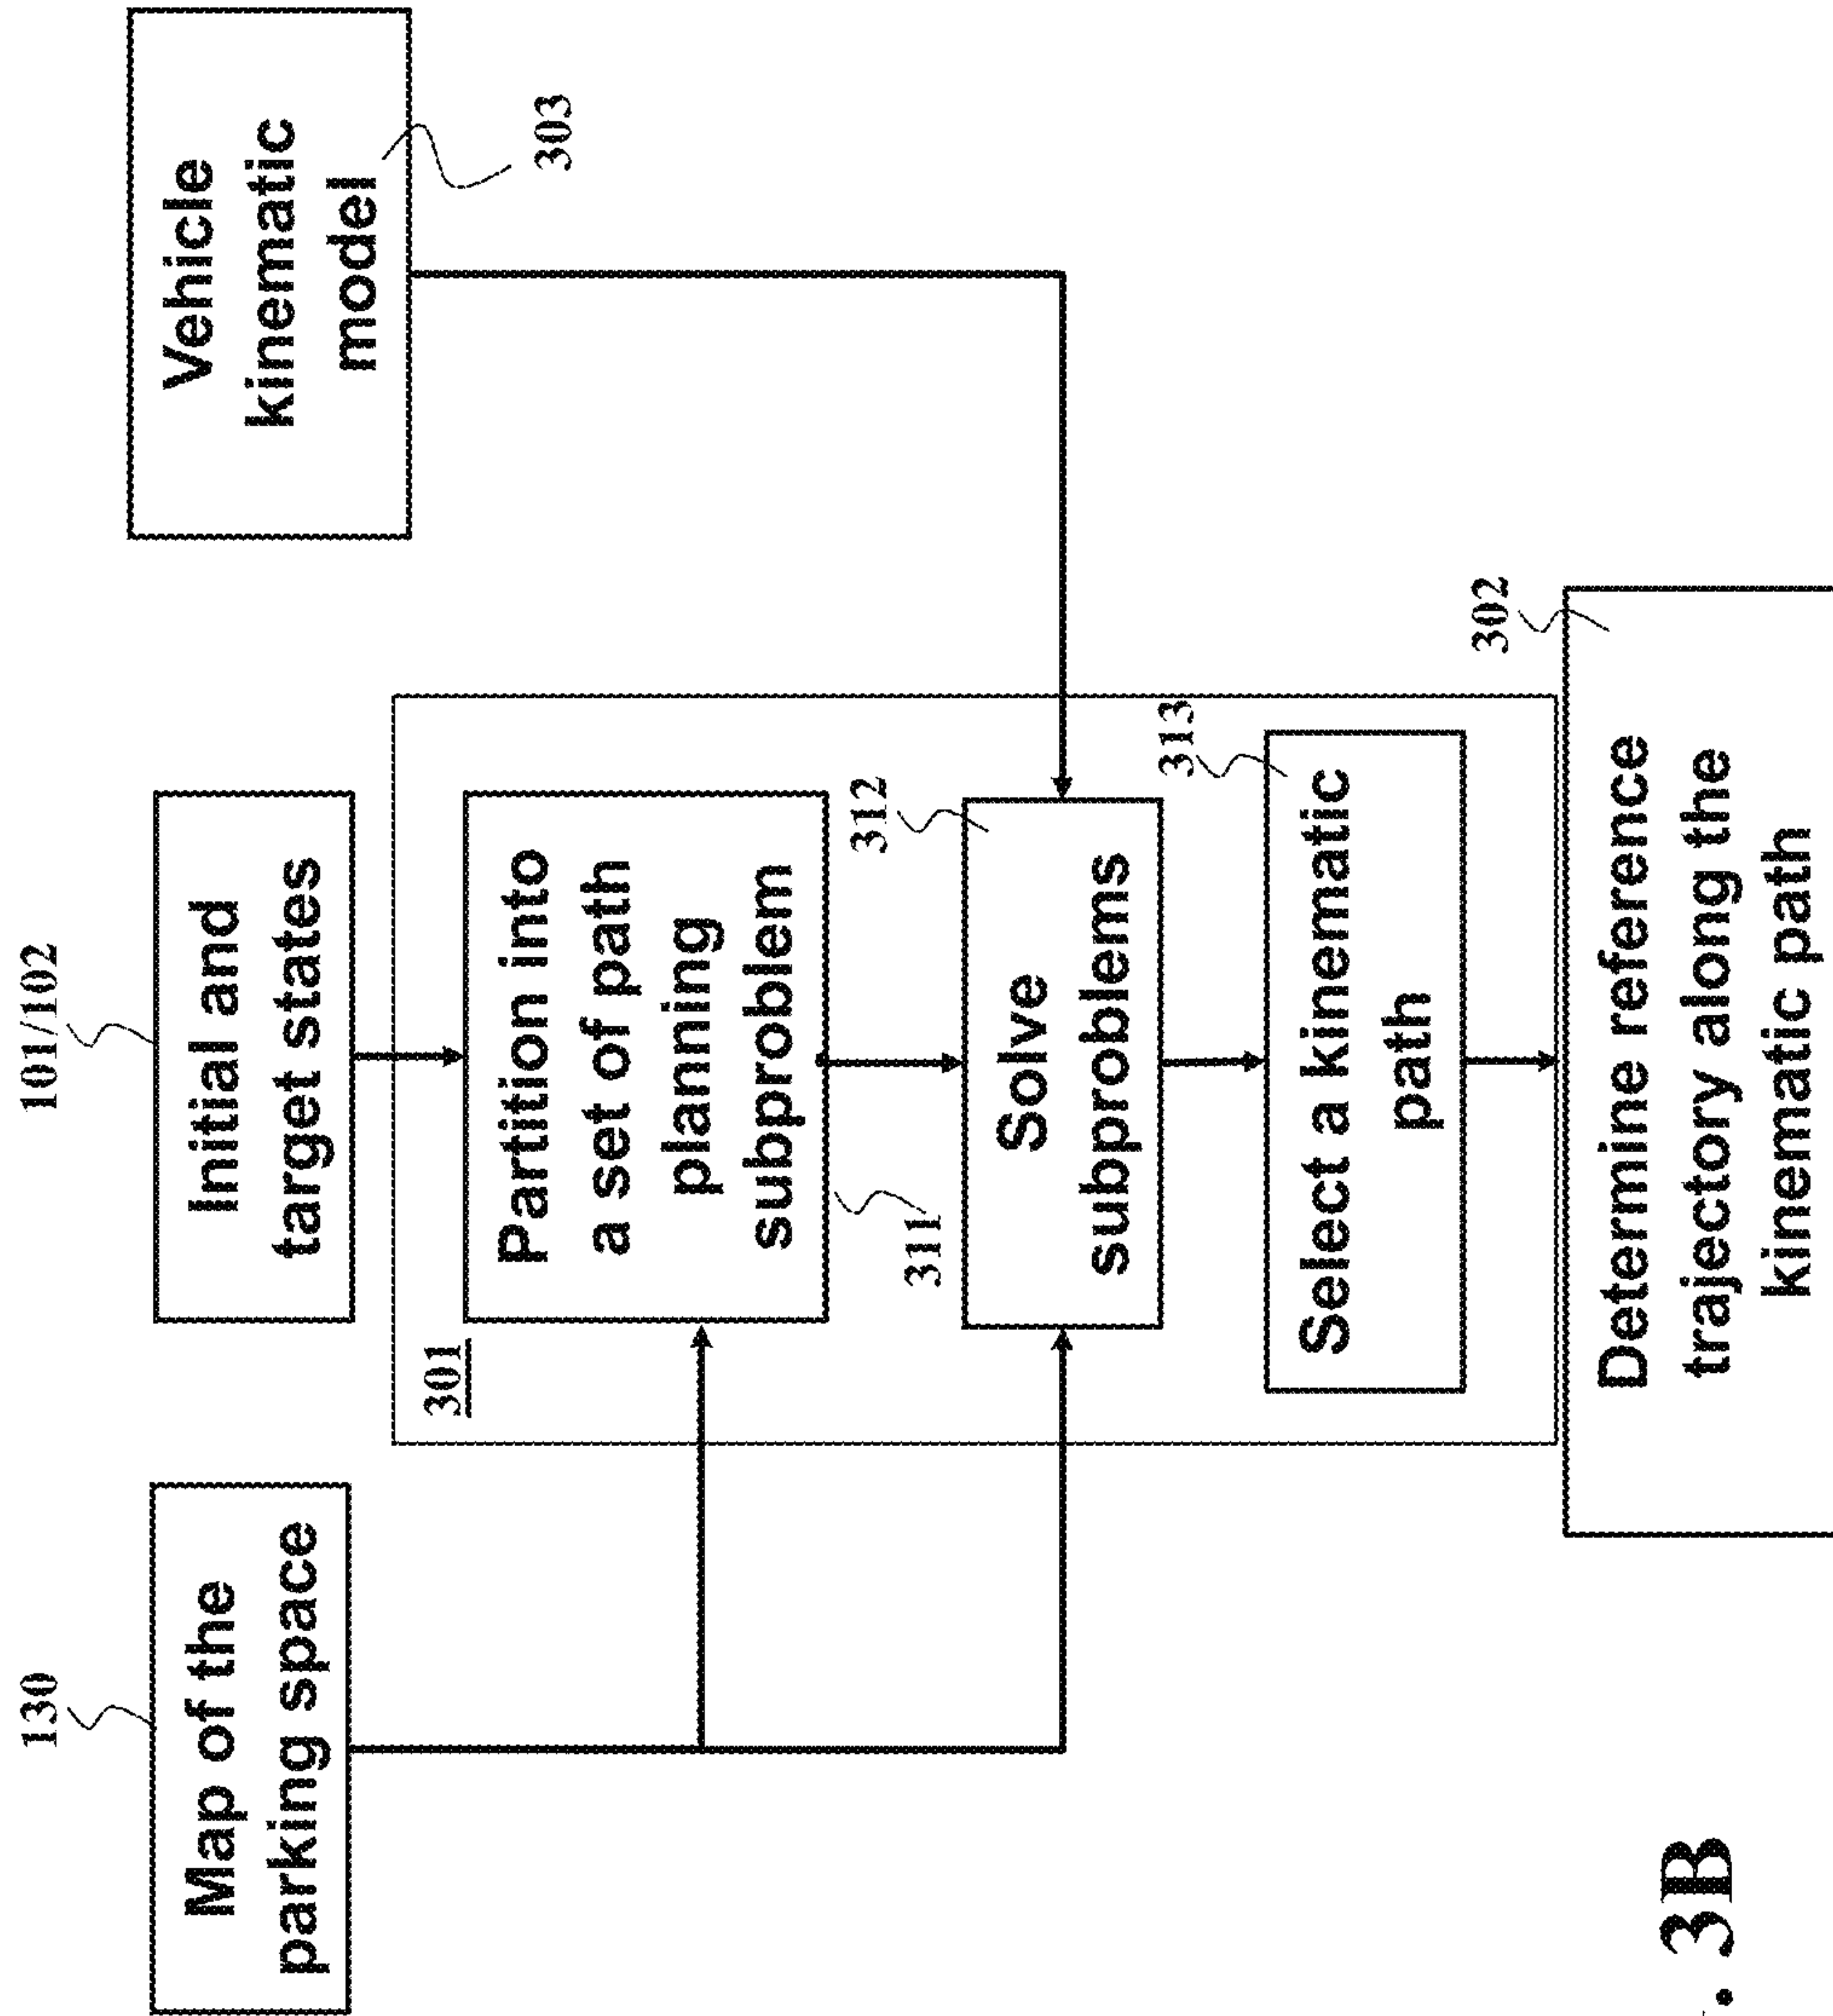 130
Map of the
parking space
101/102
Initial and
target states
Vehicle
kinematic
model
303
301
Partition into
a set of path
planning
subproblem
311
312
Solve
subproblems
313
Select a kinematic
path
302
Determine reference
trajectory along the
kinematic path
. 3B